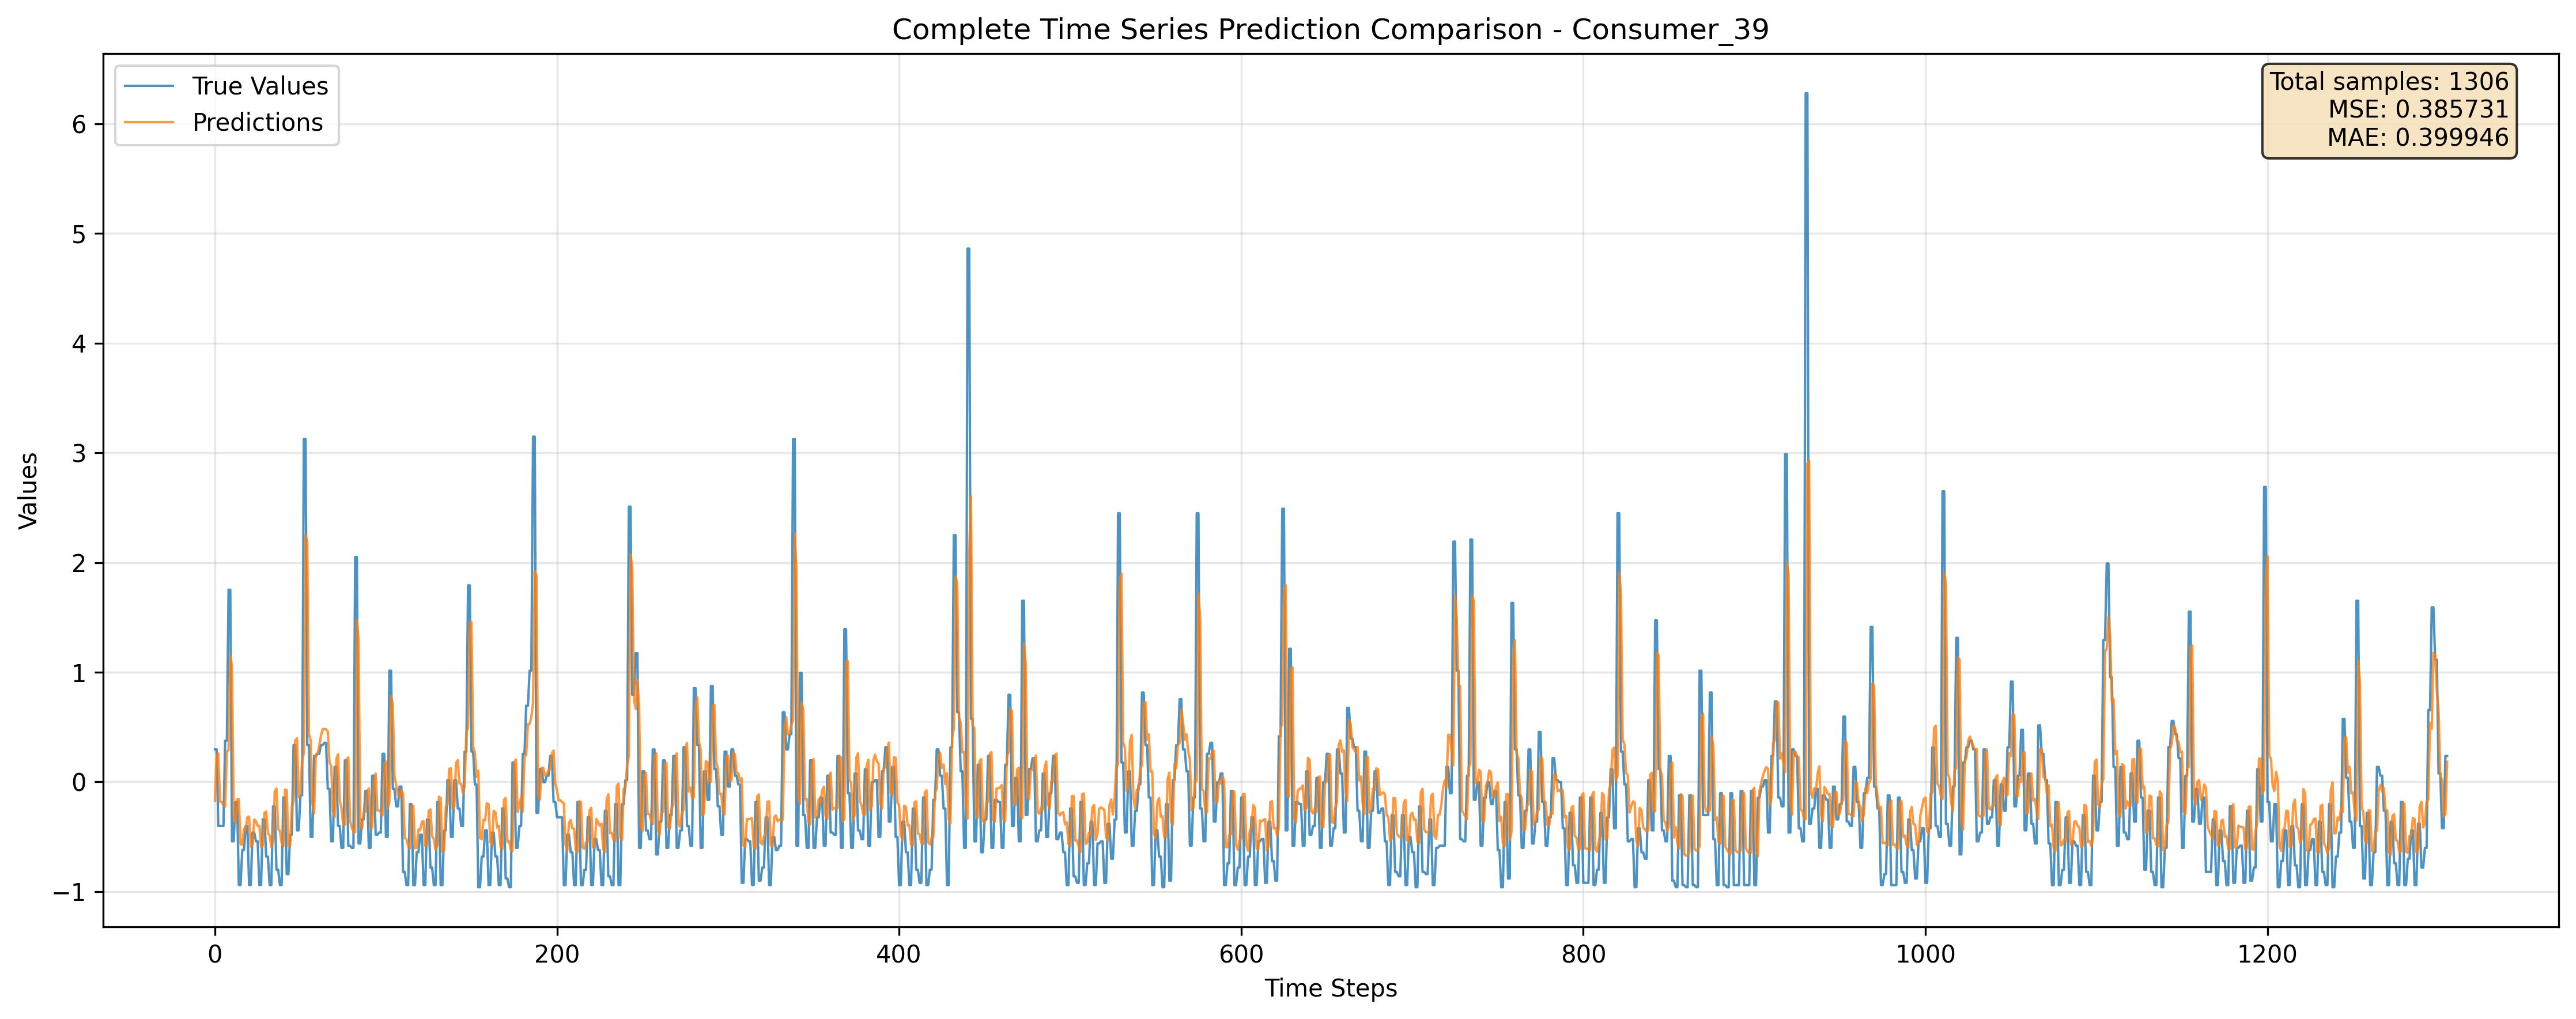 Complete Time Series Prediction Comparison - Consumer_39
True Values
Predictions
Total samples: 1306
MSE: 0.385731
MAE: 0.399946
Values
6
5
4
3
2
1
0
−1
0 200 400 600 800 1000 1200
Time Steps